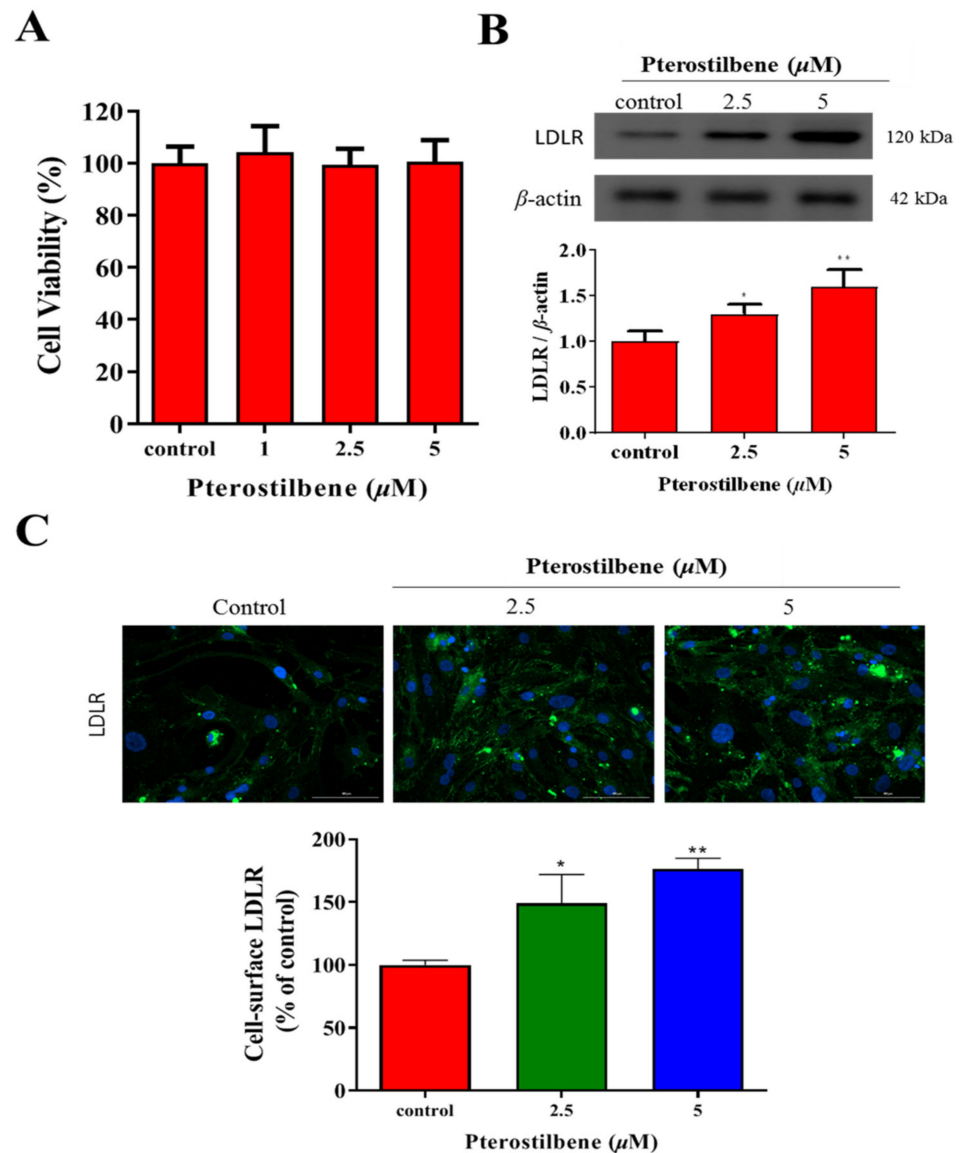 A
120
100
80
60
40
20
0
Cell Viability (%)
control 1 2.5 5
Pterostilbene (µM)
B
Pterostilbene (µM)
control 2.5 5
LDLR 120 kDa
β-actin 42 kDa
2.0
1.5
1.0
0.5
0.0
LDLR / β-actin
* **
control 2.5 5
Pterostilbene (µM)
C
Pterostilbene (µM)
Control 2.5 5
LDLR
200
150
100
50
0
Cell-surface LDLR
(% of control)
* **
control 2.5 5
Pterostilbene (µM)